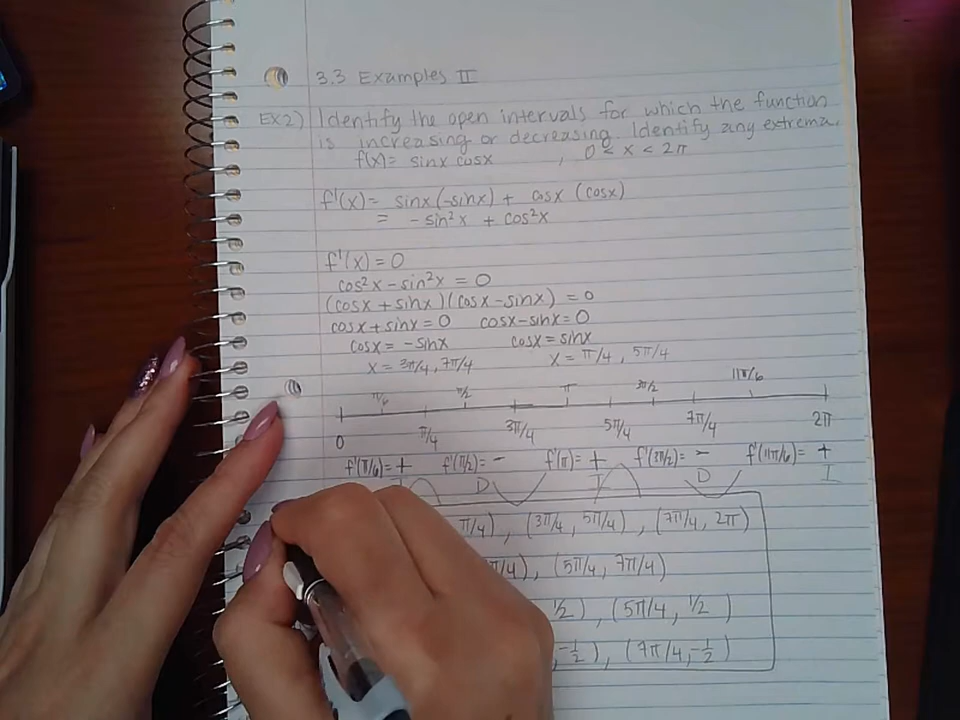 3.3 Examples II
Ex2) Identify the open intervals for which the function
is increasing or decreasing. Identify any extrema.
f(x)= sinx cosx , 0 < x < 2π
f'(x)= sinx(-sinx) + cosx (cosx)
= -sin²x + cos²x
f'(x) = 0
cos²x - sin²x = 0
(cosx + sinx)(cosx - sinx) = 0
cosx + sinx = 0 cosx - sinx = 0
cosx = -sinx cosx = sinx
x = 3π/4, 7π/4 x = π/4, 5π/4
π/6 π/2 π 3π/2 11π/6
0 π/4 3π/4 5π/4 7π/4 2π
f'(π/6) = + f'(π/2) = - f'(π) = + f'(3π/2) = - f'(11π/6) = +
I D I D I
π/4), (3π/4, 5π/4), (7π/4, 2π)
π/4), (5π/4, 7π/4)
1/2), (5π/4, 1/2)
, -1/2), (7π/4, -1/2)